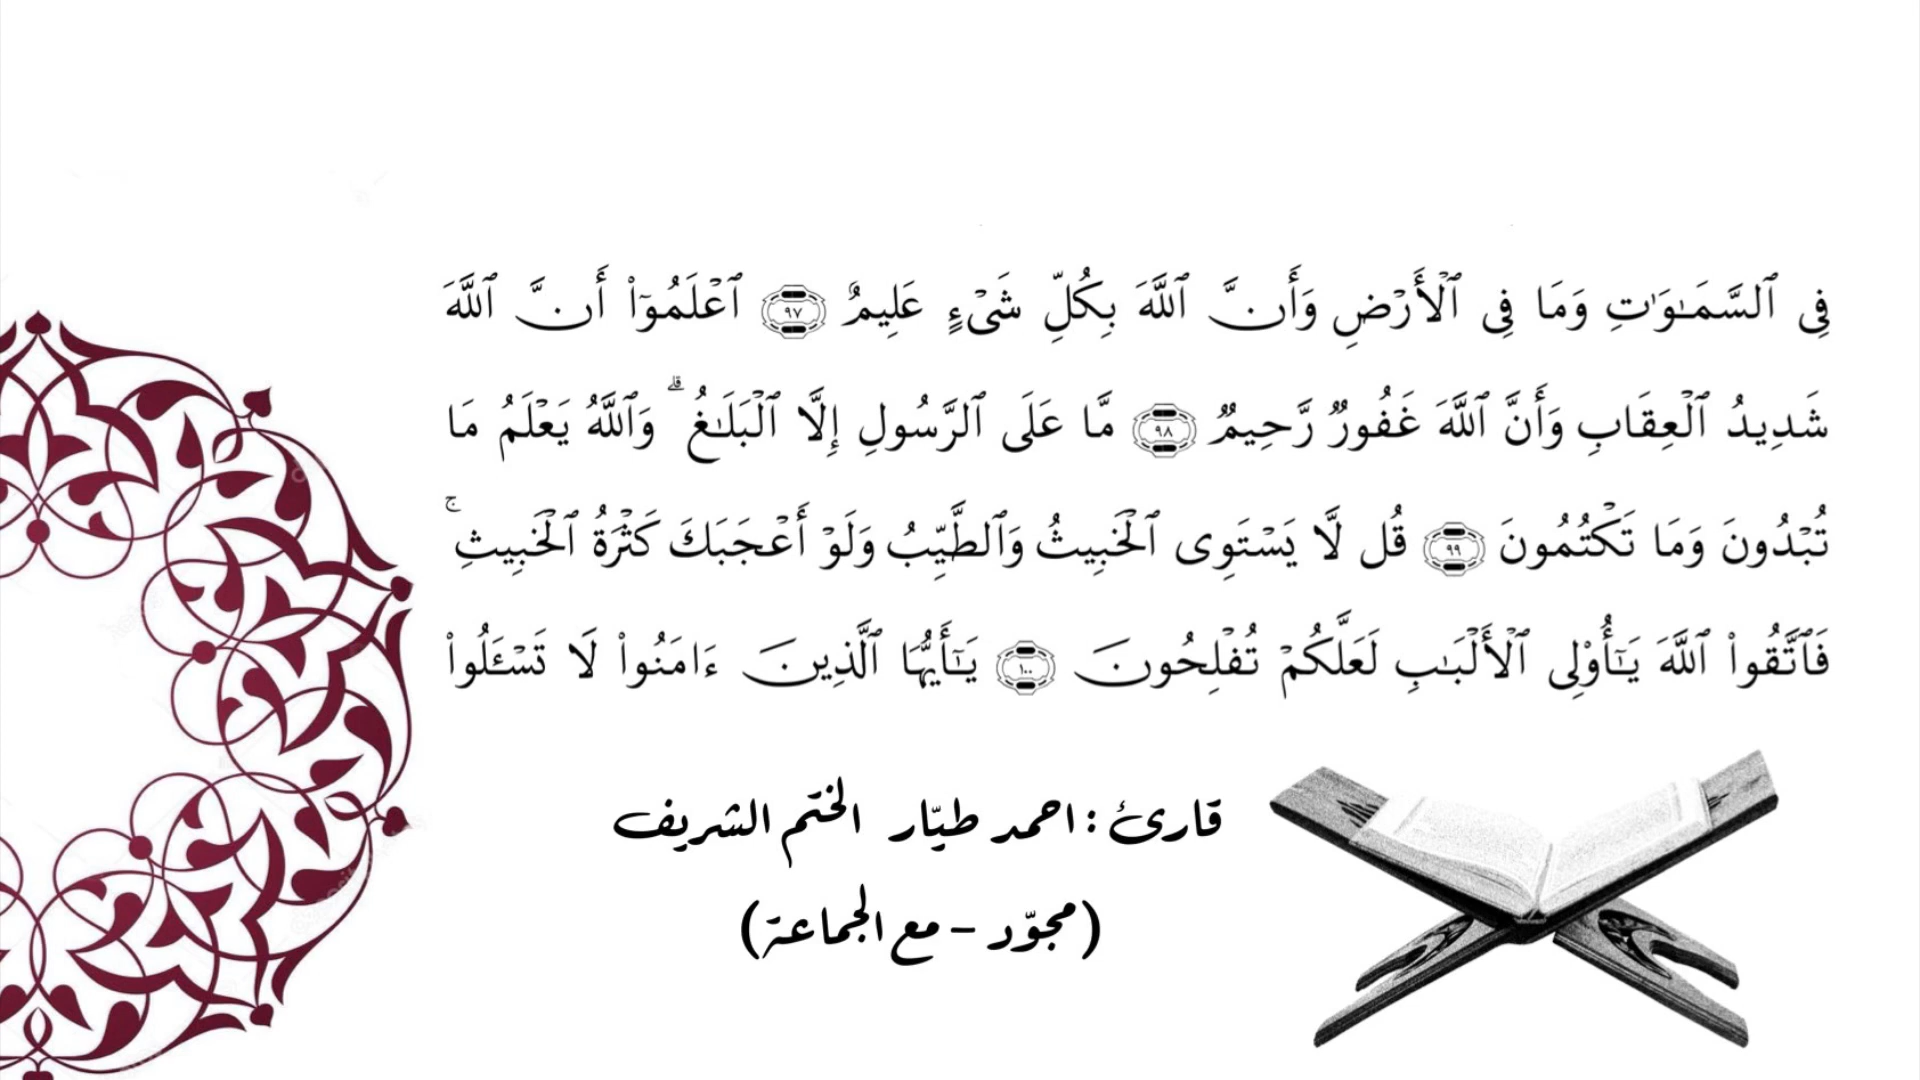 فِى ٱلسَّمَـٰوَٰتِ وَمَا فِى ٱلْأَرْضِ وَأَنَّ ٱللَّهَ بِكُلِّ شَىْءٍ عَلِيمٌ ٩٧ ٱعْلَمُوٓا۟ أَنَّ ٱللَّهَ
شَدِيدُ ٱلْعِقَابِ وَأَنَّ ٱللَّهَ غَفُورٌ رَّحِيمٌ ٩٨ مَّا عَلَى ٱلرَّسُولِ إِلَّا ٱلْبَلَـٰغُ ۗ وَٱللَّهُ يَعْلَمُ مَا
تُبْدُونَ وَمَا تَكْتُمُونَ ٩٩ قُل لَّا يَسْتَوِى ٱلْخَبِيثُ وَٱلطَّيِّبُ وَلَوْ أَعْجَبَكَ كَثْرَةُ ٱلْخَبِيثِ ۚ
فَٱتَّقُوا۟ ٱللَّهَ يَـٰٓأُو۟لِى ٱلْأَلْبَـٰبِ لَعَلَّكُمْ تُفْلِحُونَ ١٠٠ يَـٰٓأَيُّهَا ٱلَّذِينَ ءَامَنُوا۟ لَا تَسْـَٔلُوا۟
قارئ : احمد طيّار الختم الشريف
(مجوّد – مع الجماعة)